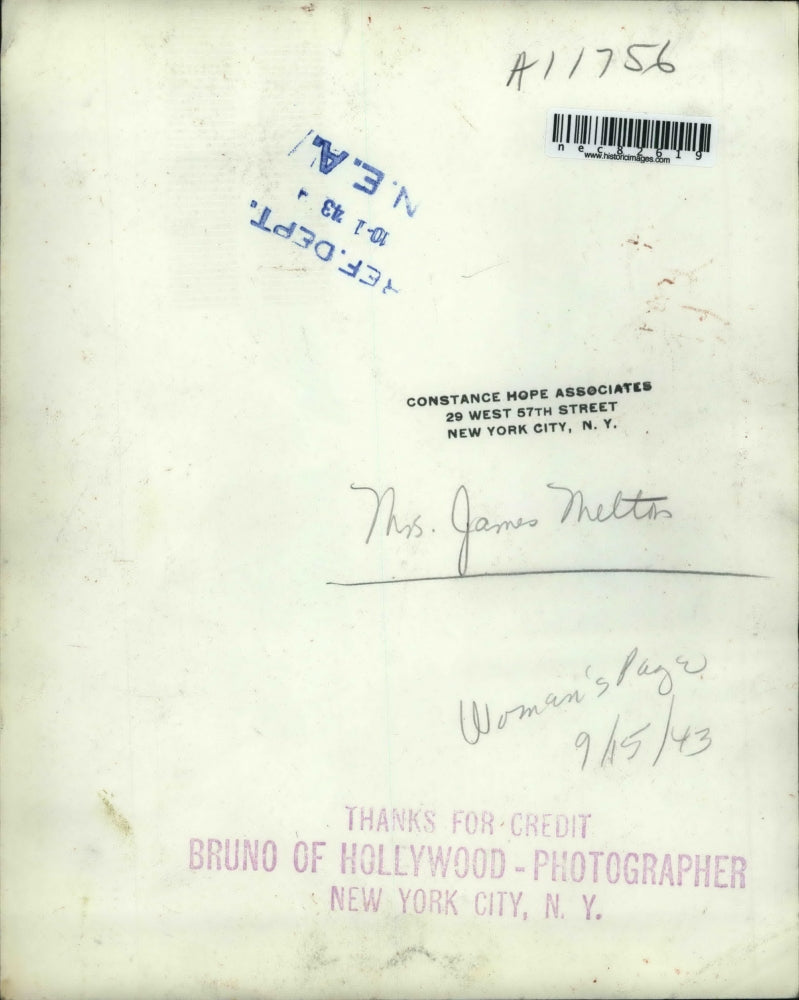 A11756
nec82619
www.historicimages.com
N.E.A.
10-1 '43
REF. DEPT.
CONSTANCE HOPE ASSOCIATES
29 WEST 57TH STREET
NEW YORK CITY, N. Y.
Mrs. James Melton
Woman's Page
9/15/43
THANKS FOR CREDIT
BRUNO OF HOLLYWOOD - PHOTOGRAPHER
NEW YORK CITY, N. Y.